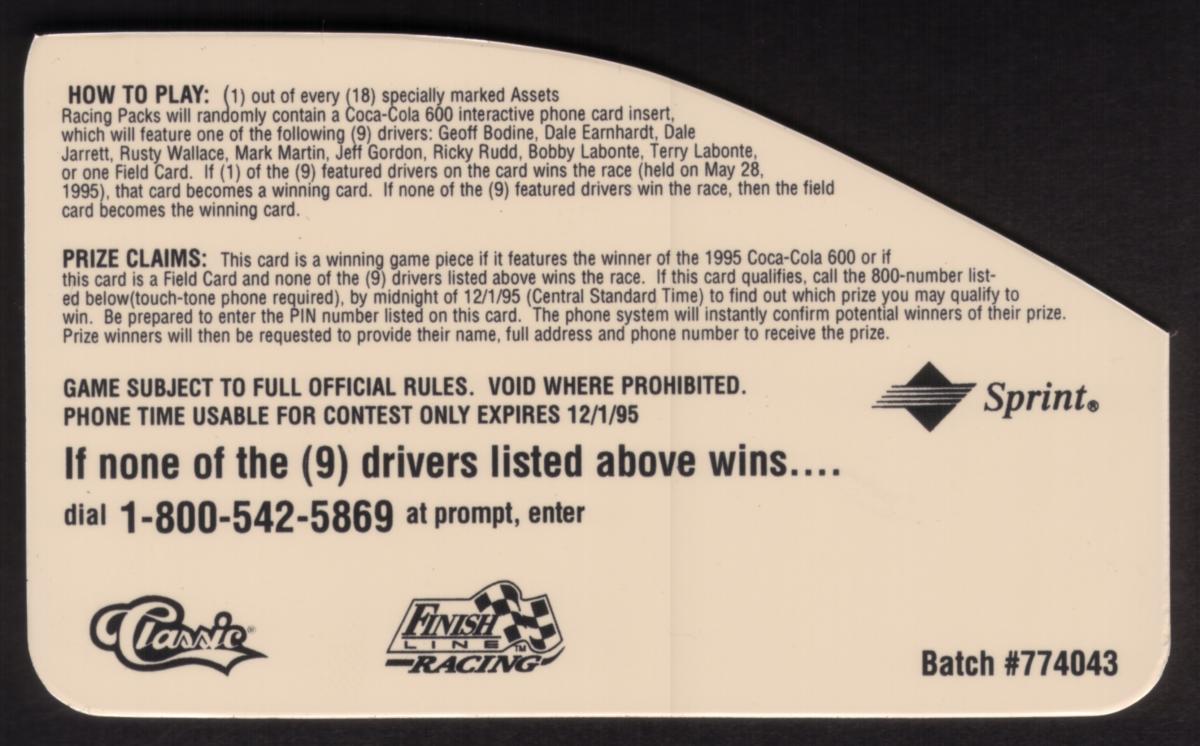 HOW TO PLAY: (1) out of every (18) specially marked Assets
Racing Packs will randomly contain a Coca-Cola 600 interactive phone card insert,
which will feature one of the following (9) drivers: Geoff Bodine, Dale Earnhardt, Dale
Jarrett, Rusty Wallace, Mark Martin, Jeff Gordon, Ricky Rudd, Bobby Labonte, Terry Labonte,
or one Field Card. If (1) of the (9) featured drivers on the card wins the race (held on May 28,
1995), that card becomes a winning card. If none of the (9) featured drivers win the race, then the field
card becomes the winning card.
PRIZE CLAIMS: This card is a winning game piece if it features the winner of the 1995 Coca-Cola 600 or if
this card is a Field Card and none of the (9) drivers listed above wins the race. If this card qualifies, call the 800-number list-
ed below(touch-tone phone required), by midnight of 12/1/95 (Central Standard Time) to find out which prize you may qualify to
win. Be prepared to enter the PIN number listed on this card. The phone system will instantly confirm potential winners of their prize.
Prize winners will then be requested to provide their name, full address and phone number to receive the prize.
GAME SUBJECT TO FULL OFFICIAL RULES. VOID WHERE PROHIBITED.
PHONE TIME USABLE FOR CONTEST ONLY EXPIRES 12/1/95
Sprint®
If none of the (9) drivers listed above wins....
dial 1-800-542-5869 at prompt, enter
Classic®
FINISH
LINE™
RACING
Batch #774043